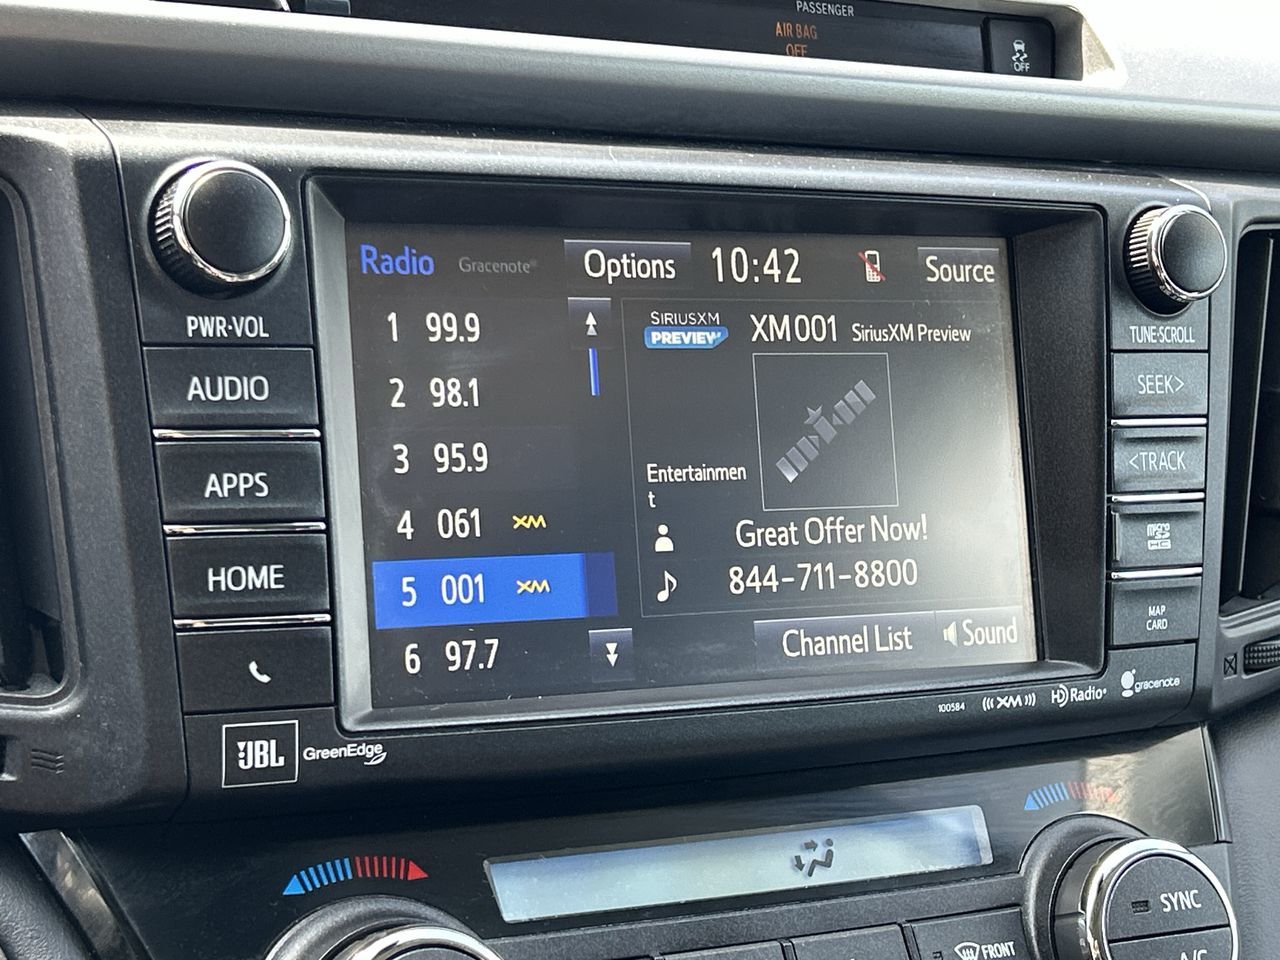 PASSENGER
AIR BAG
OFF
OFF
PWR·VOL
AUDIO
APPS
HOME
Radio
Gracenote®
Options
10:42
Source
1 99.9
2 98.1
3 95.9
4 061 XM
5 001 XM
6 97.7
SIRIUSXM
PREVIEW
XM001 SiriusXM Preview
Entertainmen
t
Great Offer Now!
844-711-8800
Channel List
Sound
TUNE·SCROLL
SEEK>
<TRACK
micro
SD
HC
MAP
CARD
100584
((( XM )))
HD Radio®
gracenote
JBL
GreenEdge
SYNC
A/C
FRONT